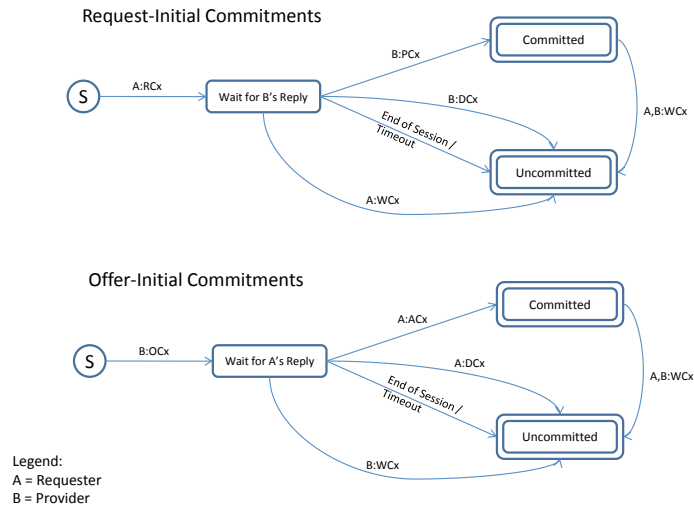 Request-Initial Commitments
S
A:RCx
Wait for B's Reply
B:PCx
Committed
B:DCx
A,B:WCx
End of Session /
Timeout
Uncommitted
A:WCx
Offer-Initial Commitments
S
B:OCx
Wait for A's Reply
A:ACx
Committed
A:DCx
A,B:WCx
End of Session /
Timeout
Uncommitted
B:WCx
Legend:
A = Requester
B = Provider